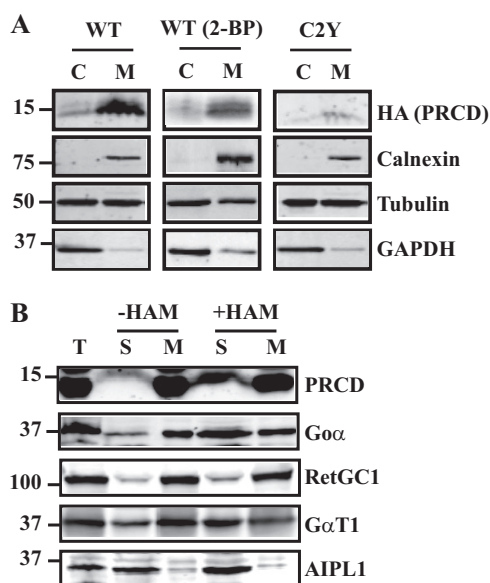 A
WT WT (2-BP) C2Y
C M C M C M
15 HA (PRCD)
75 Calnexin
50 Tubulin
37 GAPDH
B
-HAM +HAM
T S M S M
15 PRCD
37 Goα
100 RetGC1
37 GαT1
37 AIPL1